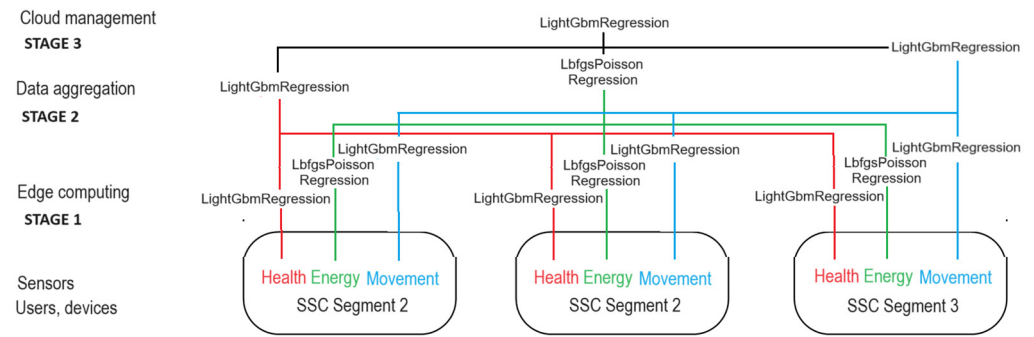 Cloud management
STAGE 3
LightGbmRegression
LightGbmRegression
LbfgsPoisson
Regression
LightGbmRegression
Data aggregation
STAGE 2
LightGbmRegression
LightGbmRegression
LightGbmRegression
LbfgsPoisson
Regression
LbfgsPoisson
Regression
LbfgsPoisson
Regression
Edge computing
STAGE 1
LightGbmRegression
LightGbmRegression
LightGbmRegression
Sensors
Users, devices
Health Energy Movement
SSC Segment 2
Health Energy Movement
SSC Segment 2
Health Energy Movement
SSC Segment 3